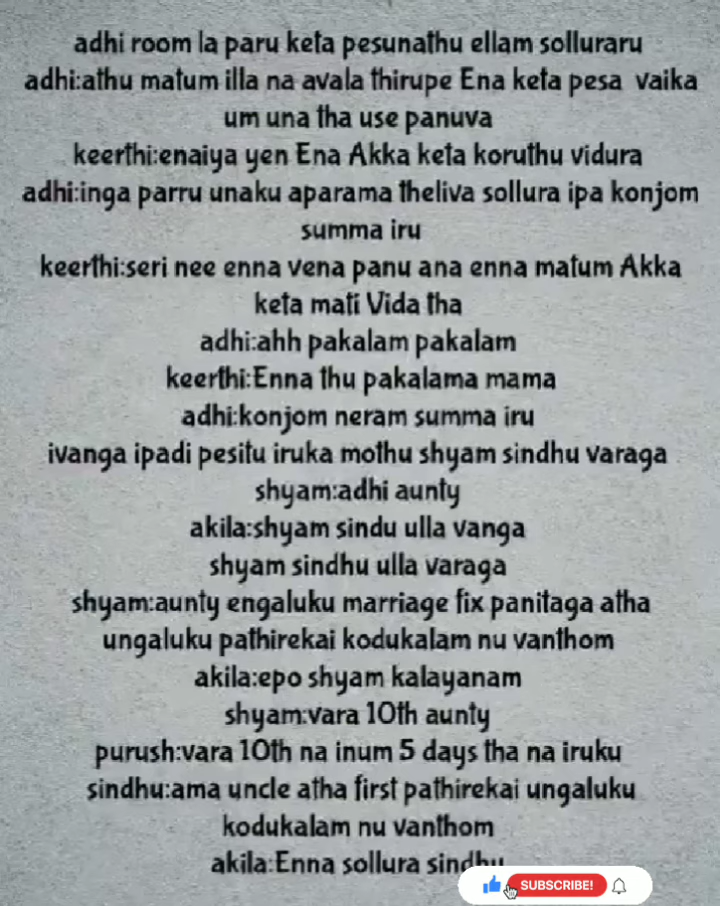 adhi room la paru keta pesunathu ellam solluraru
adhi:athu matum illa na avala thirupe Ena keta pesa vaika
um una tha use panuva
keerthi:enaiya yen Ena Akka keta koruthu vidura
adhi:inga parru unaku aparama theliva sollura ipa konjom
summa iru
keerthi:seri nee enna vena panu ana enna matum Akka
keta mati Vida tha
adhi:ahh pakalam pakalam
keerthi:Enna thu pakalama mama
adhi:konjom neram summa iru
ivanga ipadi pesitu iruka mothu shyam sindhu varaga
shyam:adhi aunty
akila:shyam sindu ulla vanga
shyam sindhu ulla varaga
shyam:aunty engaluku marriage fix panitaga atha
ungaluku pathirekai kodukalam nu vanthom
akila:epo shyam kalayanam
shyam:vara 10th aunty
purush:vara 10th na inum 5 days tha na iruku
sindhu:ama uncle atha first pathirekai ungaluku
kodukalam nu vanthom
akila:Enna sollura sindhu
SUBSCRIBE!